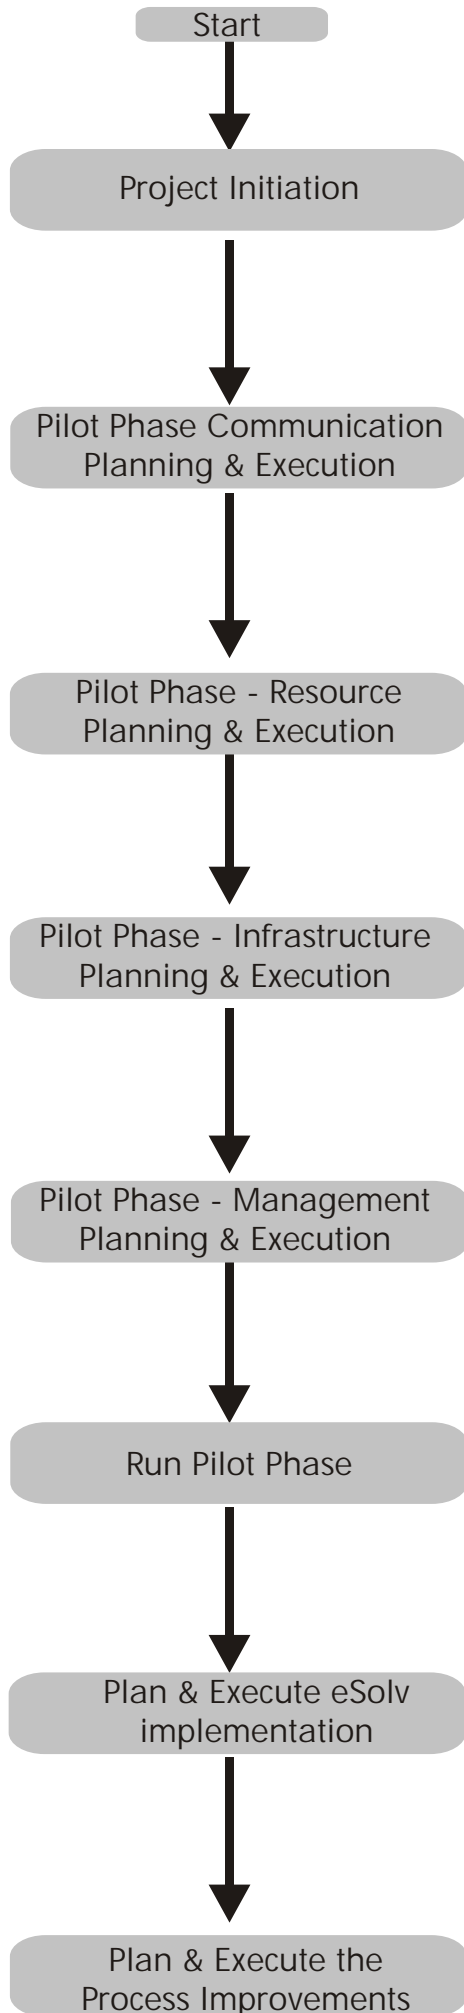 Start
Project Initiation
Pilot Phase Communication
Planning & Execution
Pilot Phase - Resource
Planning & Execution
Pilot Phase - Infrastructure
Planning & Execution
Pilot Phase - Management
Planning & Execution
Run Pilot Phase
Plan & Execute eSolv
implementation
Plan & Execute the
Process Improvements